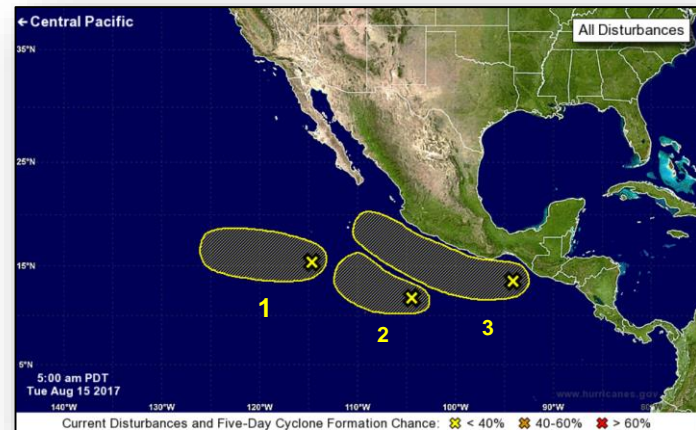 ← Central Pacific
All Disturbances
35°N
25°N
15°N
1
2
3
5°N
5:00 am PDT
Tue Aug 15 2017
www.hurricanes.gov
140°W 130°W 120°W 110°W 100°W 90°W 80°W
Current Disturbances and Five-Day Cyclone Formation Chance: < 40% 40-60% > 60%